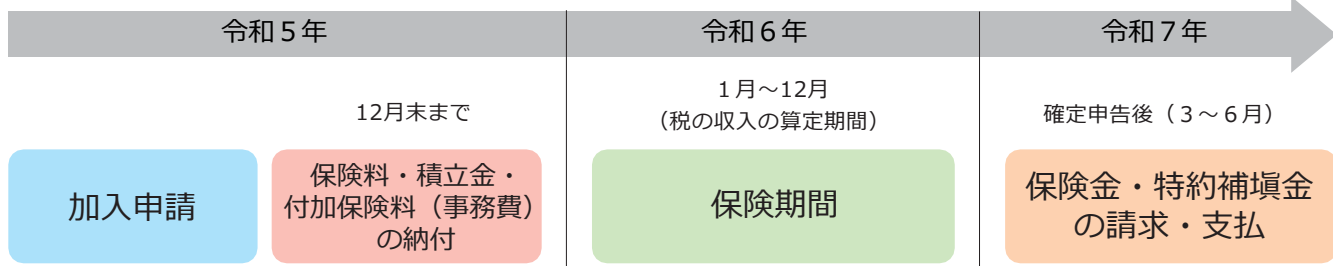 令和５年
令和６年
令和７年
12月末まで
１月～12月
（税の収入の算定期間）
確定申告後（３～６月）
加入申請
保険料・積立金・
付加保険料（事務費）
の納付
保険期間
保険金・特約補塡金
の請求・支払